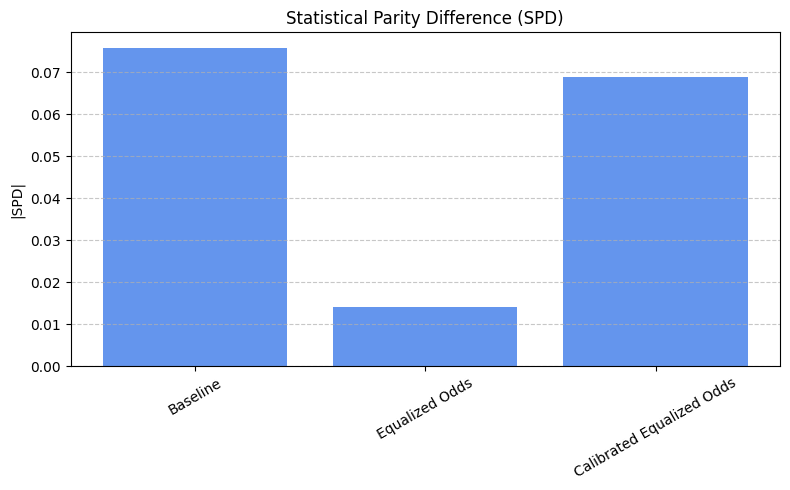 Statistical Parity Difference (SPD)
|SPD|
0.07
0.06
0.05
0.04
0.03
0.02
0.01
0.00
Baseline
Equalized Odds
Calibrated Equalized Odds